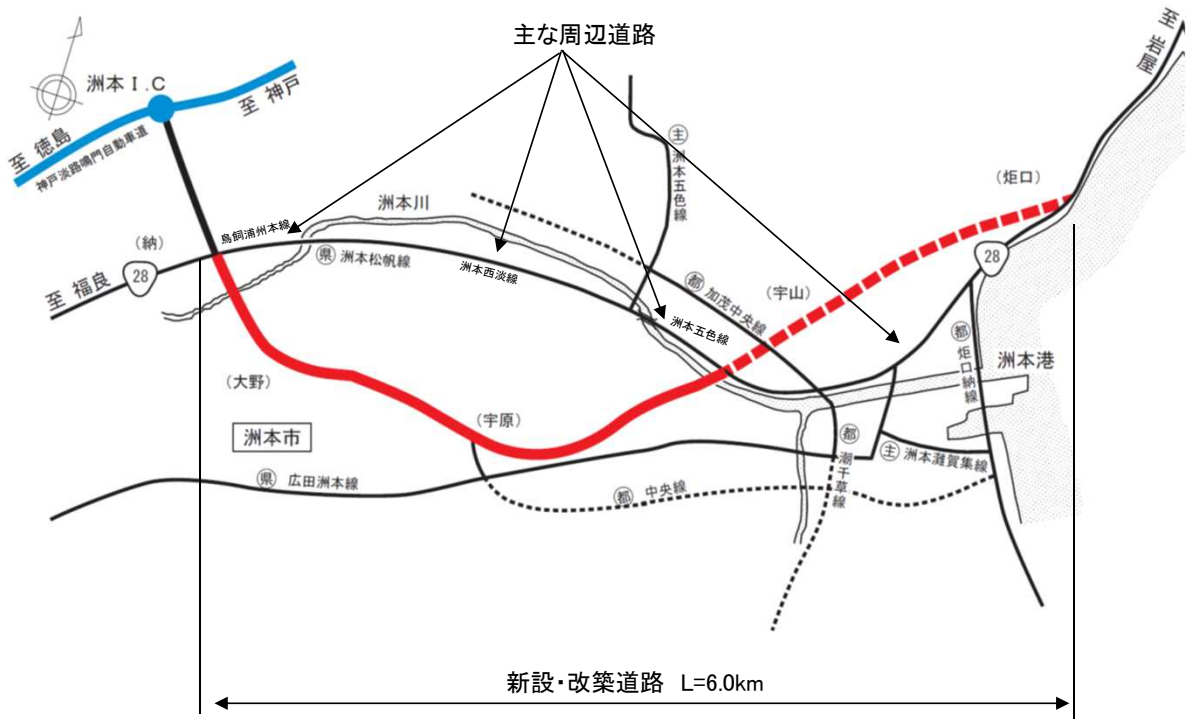 主な周辺道路
至 岩屋
洲本 I.C
至 神戸
至 徳島
神戸淡路鳴門自動車道
主 洲本五色線
(炬口)
洲本川
鳥飼浦州本線
(納)
県 洲本松帆線
28
28
洲本西淡線
都 加茂中央線
(宇山)
至 福良
洲本五色線
都 炬口納線
洲本港
(大野)
(宇原)
洲本市
都 潮干草線
主 洲本灘賀集線
県 広田洲本線
都 中央線
新設・改築道路 L=6.0km